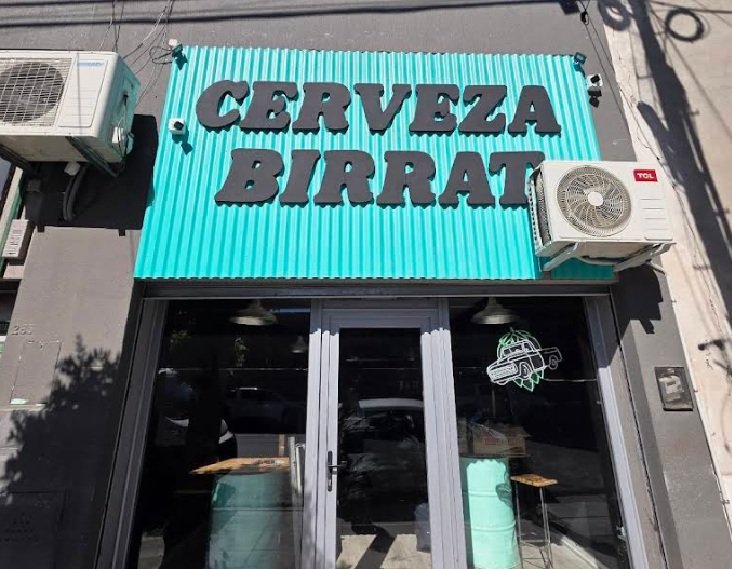 CERVEZA
BIRRAT
TCL